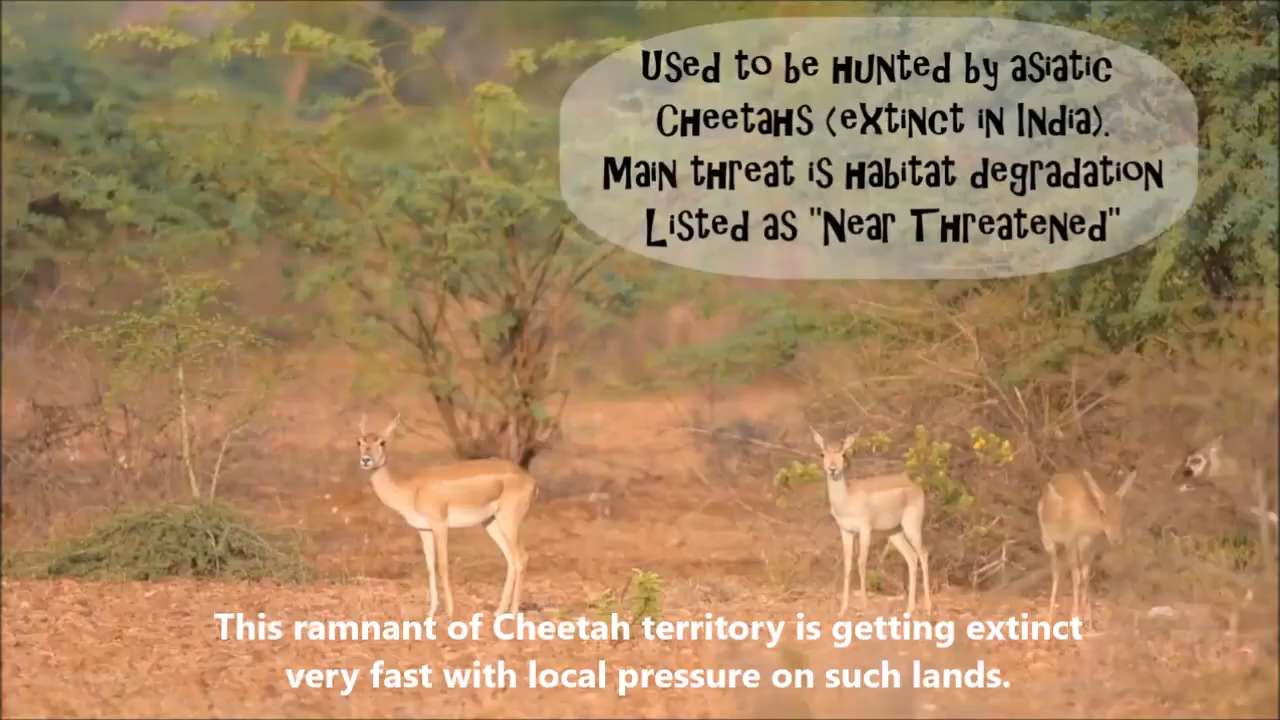 Used to be hunted by asiatic
Cheetahs (extinct in India).
Main threat is habitat degradation
Listed as "Near Threatened"
This ramnant of Cheetah territory is getting extinct
very fast with local pressure on such lands.